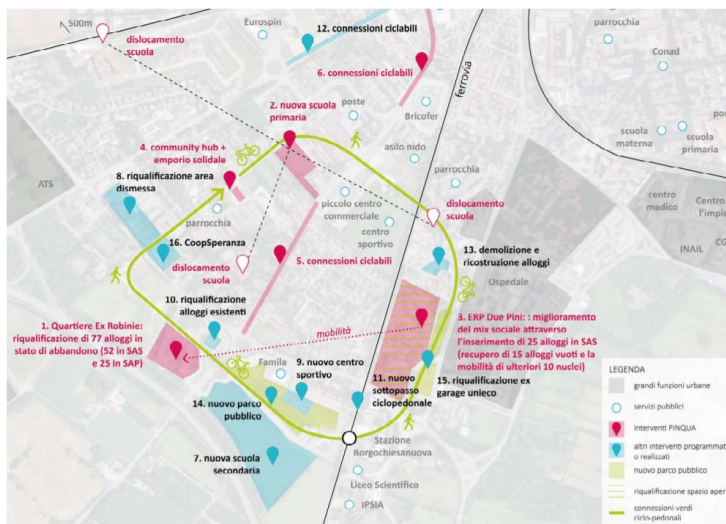 500m
Eurospin
12. connessioni ciclabili
parrocchia
Conad
dislocamento
scuola
6. connessioni ciclabili
ferrovia
2. nuova scuola
primaria
poste
Bricofer
scuola
materna
scuola
primaria
4. community hub +
emporio solidale
asilo nido
8. riqualificazione area
dismessa
parrocchia
ATS
piccolo centro
commerciale
dislocamento
scuola
centro
medico
parrocchia
centro
sportivo
16. CoopSperanza
13. demolizione e
ricostruzione alloggi
INAIL
dislocamento
scuola
5. connessioni ciclabili
Ospedale
10. riqualificazione
alloggi esistenti
1. Quartiere Ex Robinie:
riqualificazione di 77 alloggi in
stato di abbandono (52 in SAS
e 25 in SAP)
mobilità
3. ERP Due Pini: : miglioramento
del mix sociale attraverso
l'inserimento di 25 alloggi in SAS
(recupero di 15 alloggi vuoti e la
mobilità di ulteriori 10 nuclei)
Famila
9. nuovo centro
sportivo
11. nuovo
sottopasso
ciclopedonale
15. riqualificazione ex
garage unieco
14. nuovo parco
pubblico
7. nuova scuola
secondaria
Stazione
Borgochiesanuova
Liceo Scientifico
IPSIA
LEGENDA
grandi funzioni urbane
servizi pubblici
interventi PINQUA
altri interventi programmat
o realizzati
nuovo parco pubblico
riqualificazione spazio aper
connessioni verdi
ciclo-pedonali